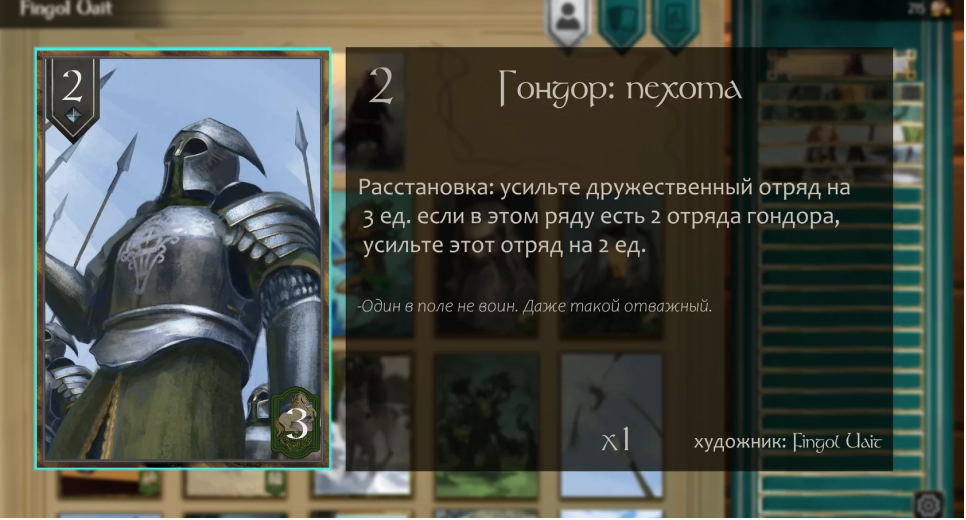 Fingol Uait
215
2
2
Гондор: пехота
Расстановка: усильте дружественный отряд на
3 ед. если в этом ряду есть 2 отряда гондора,
усильте этот отряд на 2 ед.
-Один в поле не воин. Даже такой отважный.
3
x1
художник: Fingol Uait